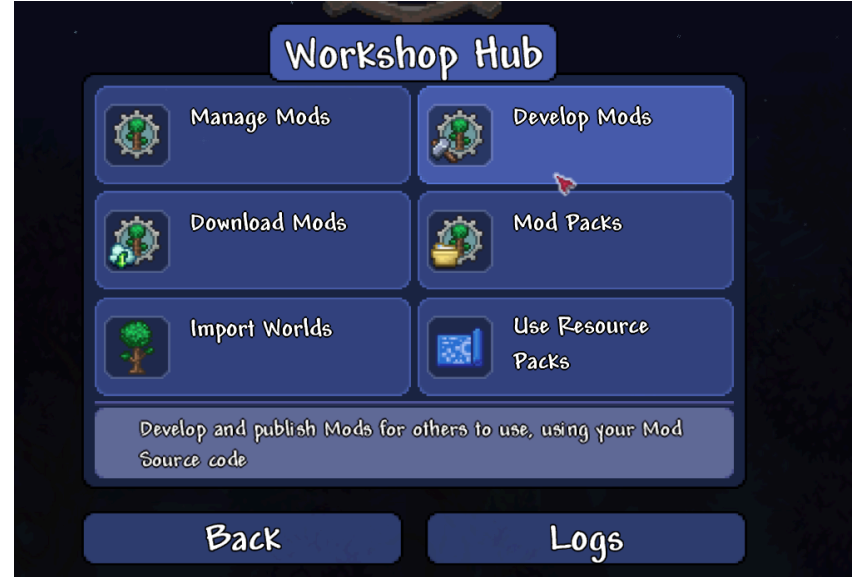 Workshop Hub
Manage Mods
Develop Mods
Download Mods
Mod Packs
Import Worlds
Use Resource
Packs
Develop and publish Mods for others to use, using your Mod
Source code
Back
Logs